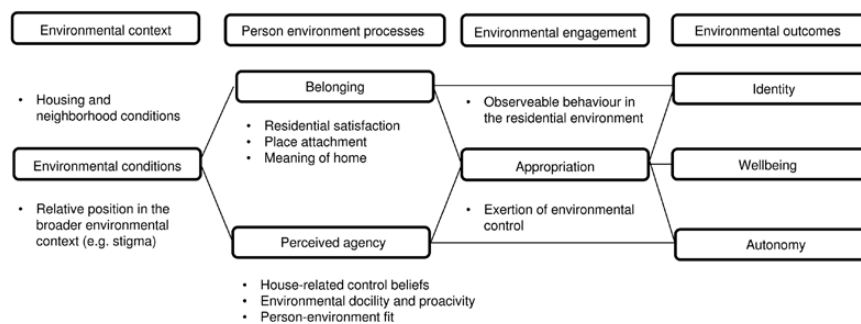 Environmental context
Person environment processes
Environmental engagement
Environmental outcomes
Belonging
Identity
• Housing and
neighborhood conditions
• Observeable behaviour in
the residential environment
• Residential satisfaction
• Place attachment
• Meaning of home
Environmental conditions
Appropriation
Wellbeing
• Relative position in the
broader environmental
context (e.g. stigma)
• Exertion of environmental
control
Perceived agency
Autonomy
• House-related control beliefs
• Environmental docility and proacivity
• Person-environment fit